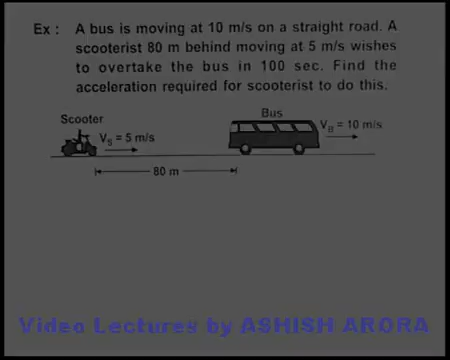 Ex : A bus is moving at 10 m/s on a straight road. A
scooterist 80 m behind moving at 5 m/s wishes
to overtake the bus in 100 sec. Find the
acceleration required for scooterist to do this.
Scooter
Bus
V_S = 5 m/s
V_B = 10 m/s
80 m
Video Lectures by ASHISH ARORA